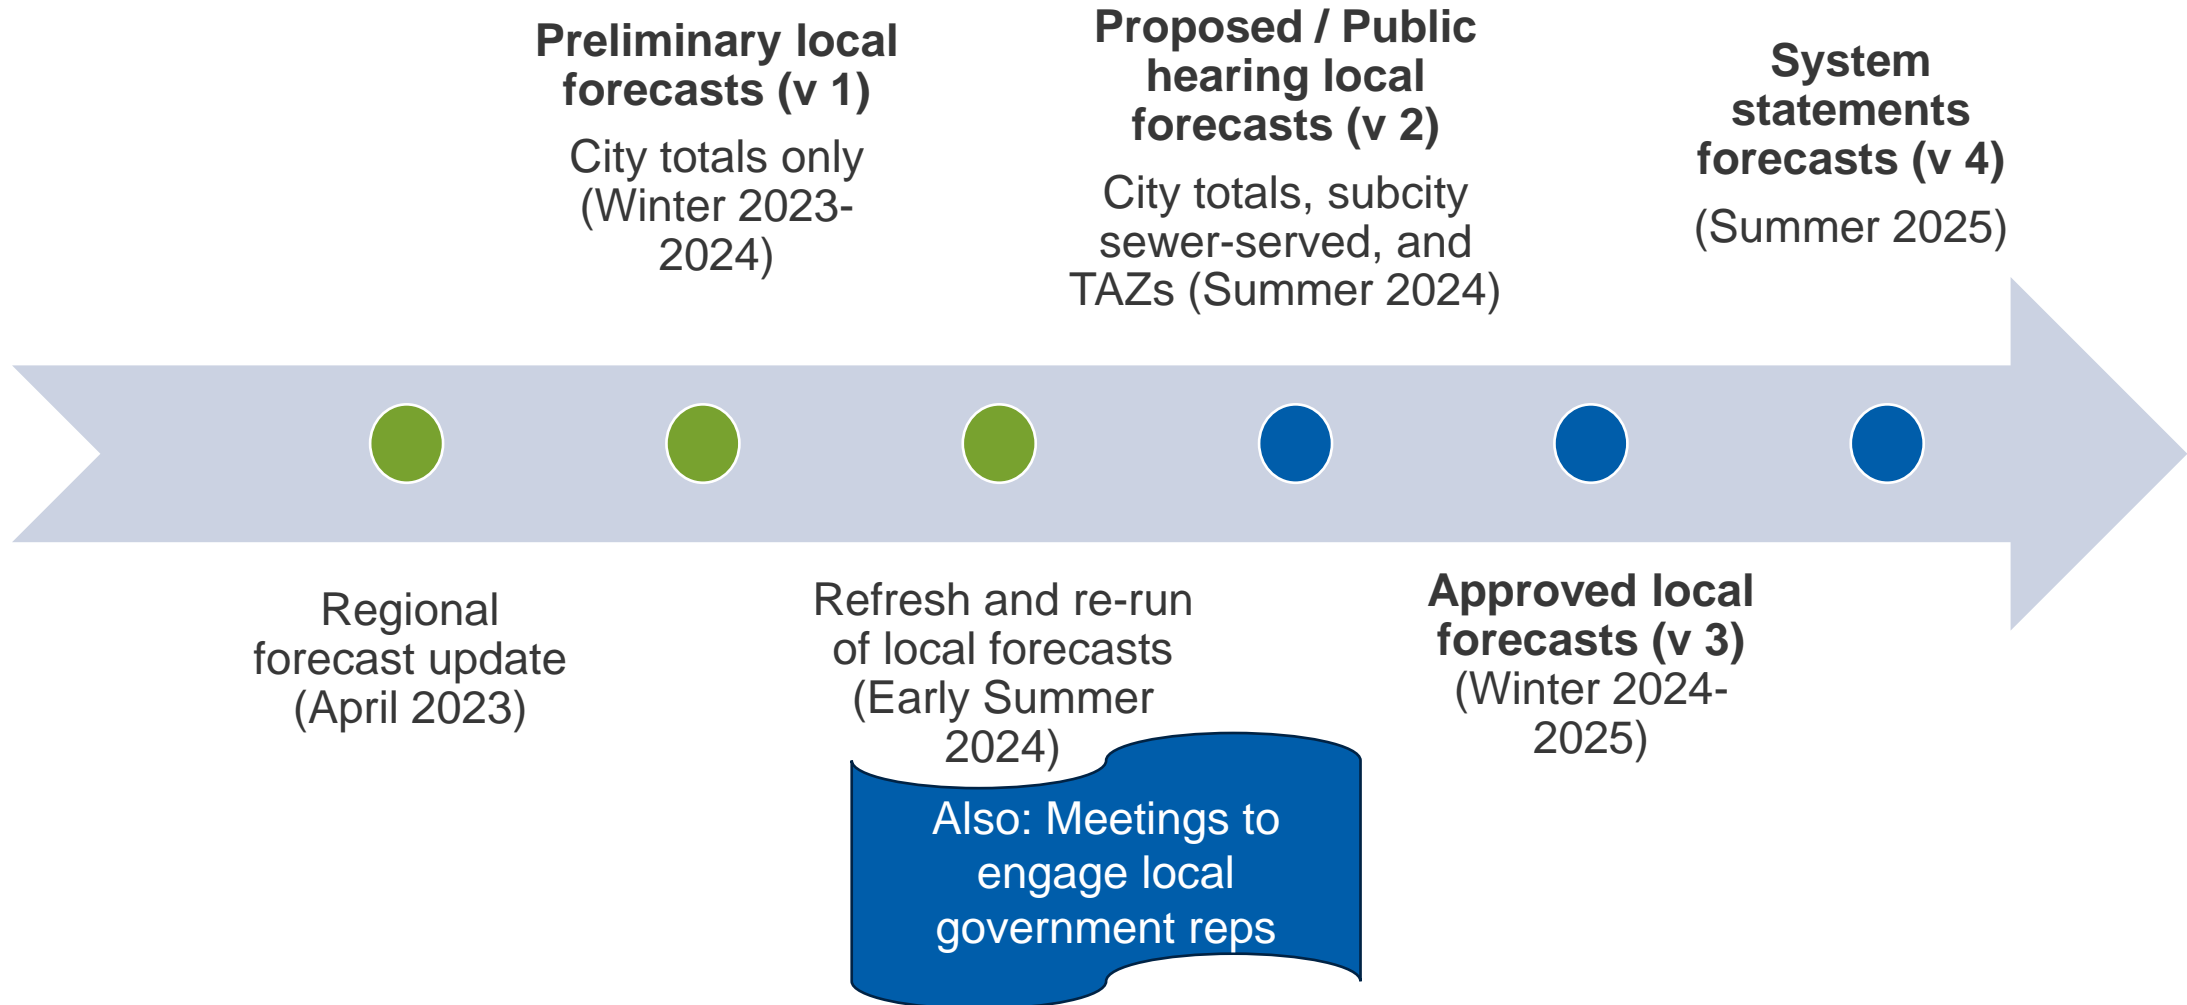 Preliminary local
forecasts (v 1)
City totals only
(Winter 2023-
2024)
Proposed / Public
hearing local
forecasts (v 2)
City totals, subcity
sewer-served, and
TAZs (Summer 2024)
System
statements
forecasts (v 4)
(Summer 2025)
Regional
forecast update
(April 2023)
Refresh and re-run
of local forecasts
(Early Summer
2024)
Also: Meetings to
engage local
government reps
Approved local
forecasts (v 3)
(Winter 2024-
2025)